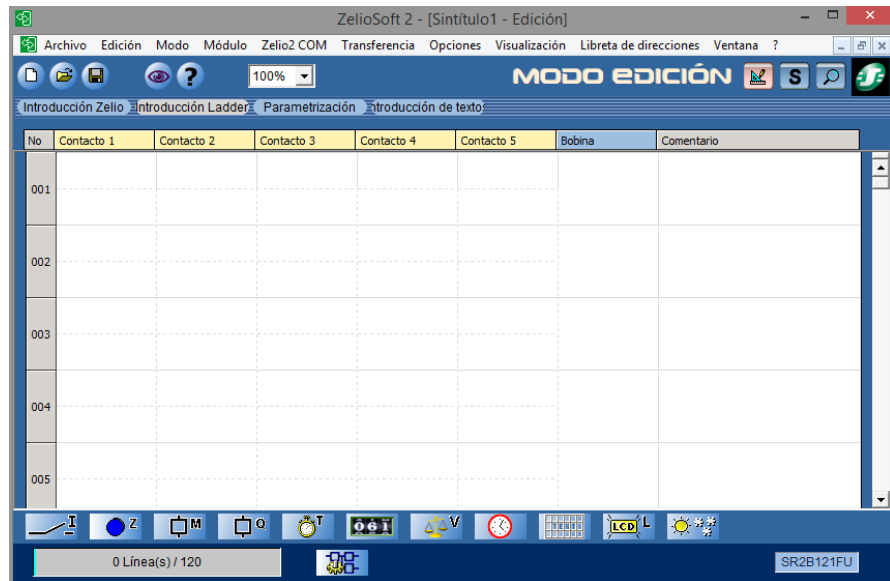 ZelioSoft 2 - [Sintítulo1 - Edición]
Archivo Edición Modo Módulo Zelio2 COM Transferencia Opciones Visualización Libreta de direcciones Ventana ?
? 100% MODO EDICIÓN S
Introducción Zelio ntroducción Ladder Parametrización ntroducción de texto
No Contacto 1 Contacto 2 Contacto 3 Contacto 4 Contacto 5 Bobina Comentario
001
002
003
004
005
I Z M Q T 061 V TEXT LCD L
0 Línea(s) / 120 SR2B121FU